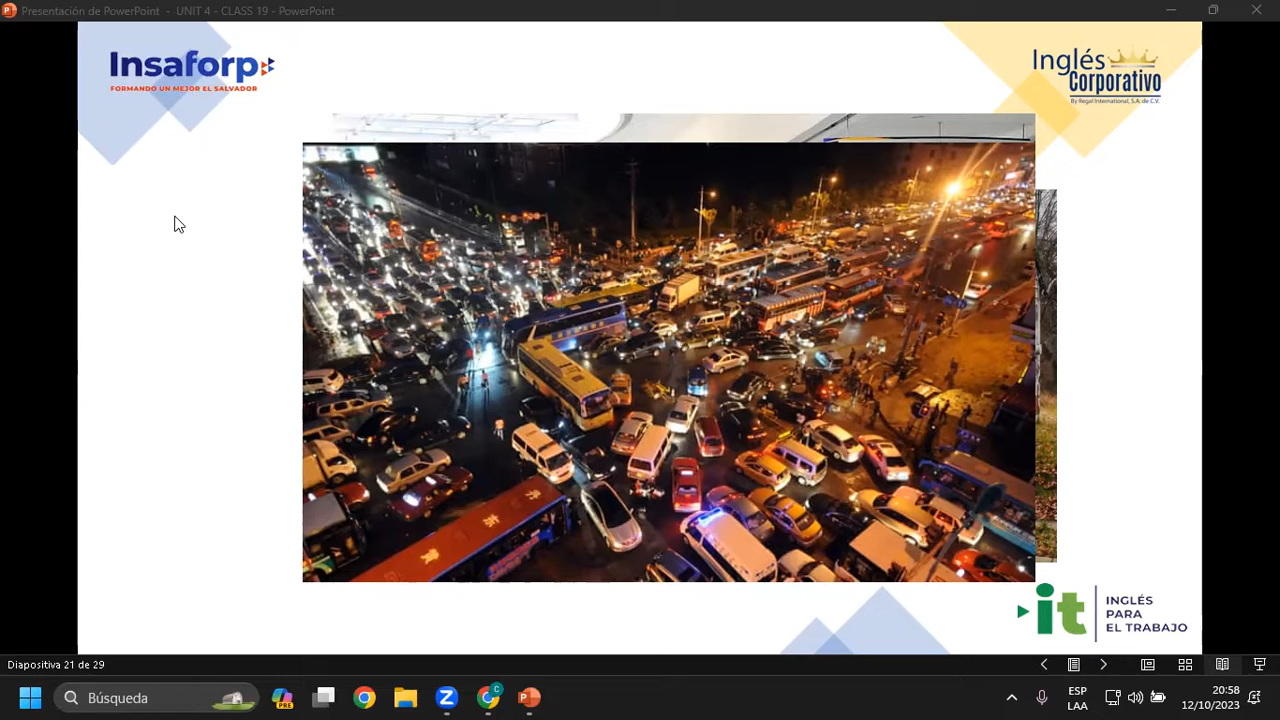 Presentación de PowerPoint - UNIT 4 - CLASS 19 - PowerPoint
Insaforp
FORMANDO UN MEJOR EL SALVADOR
Inglés
Corporativo
By Regal International, S.A. de C.V.
it
INGLÉS
PARA
EL TRABAJO
Diapositiva 21 de 29
Búsqueda
PRE
C
ESP
LAA
20:58
12/10/2023